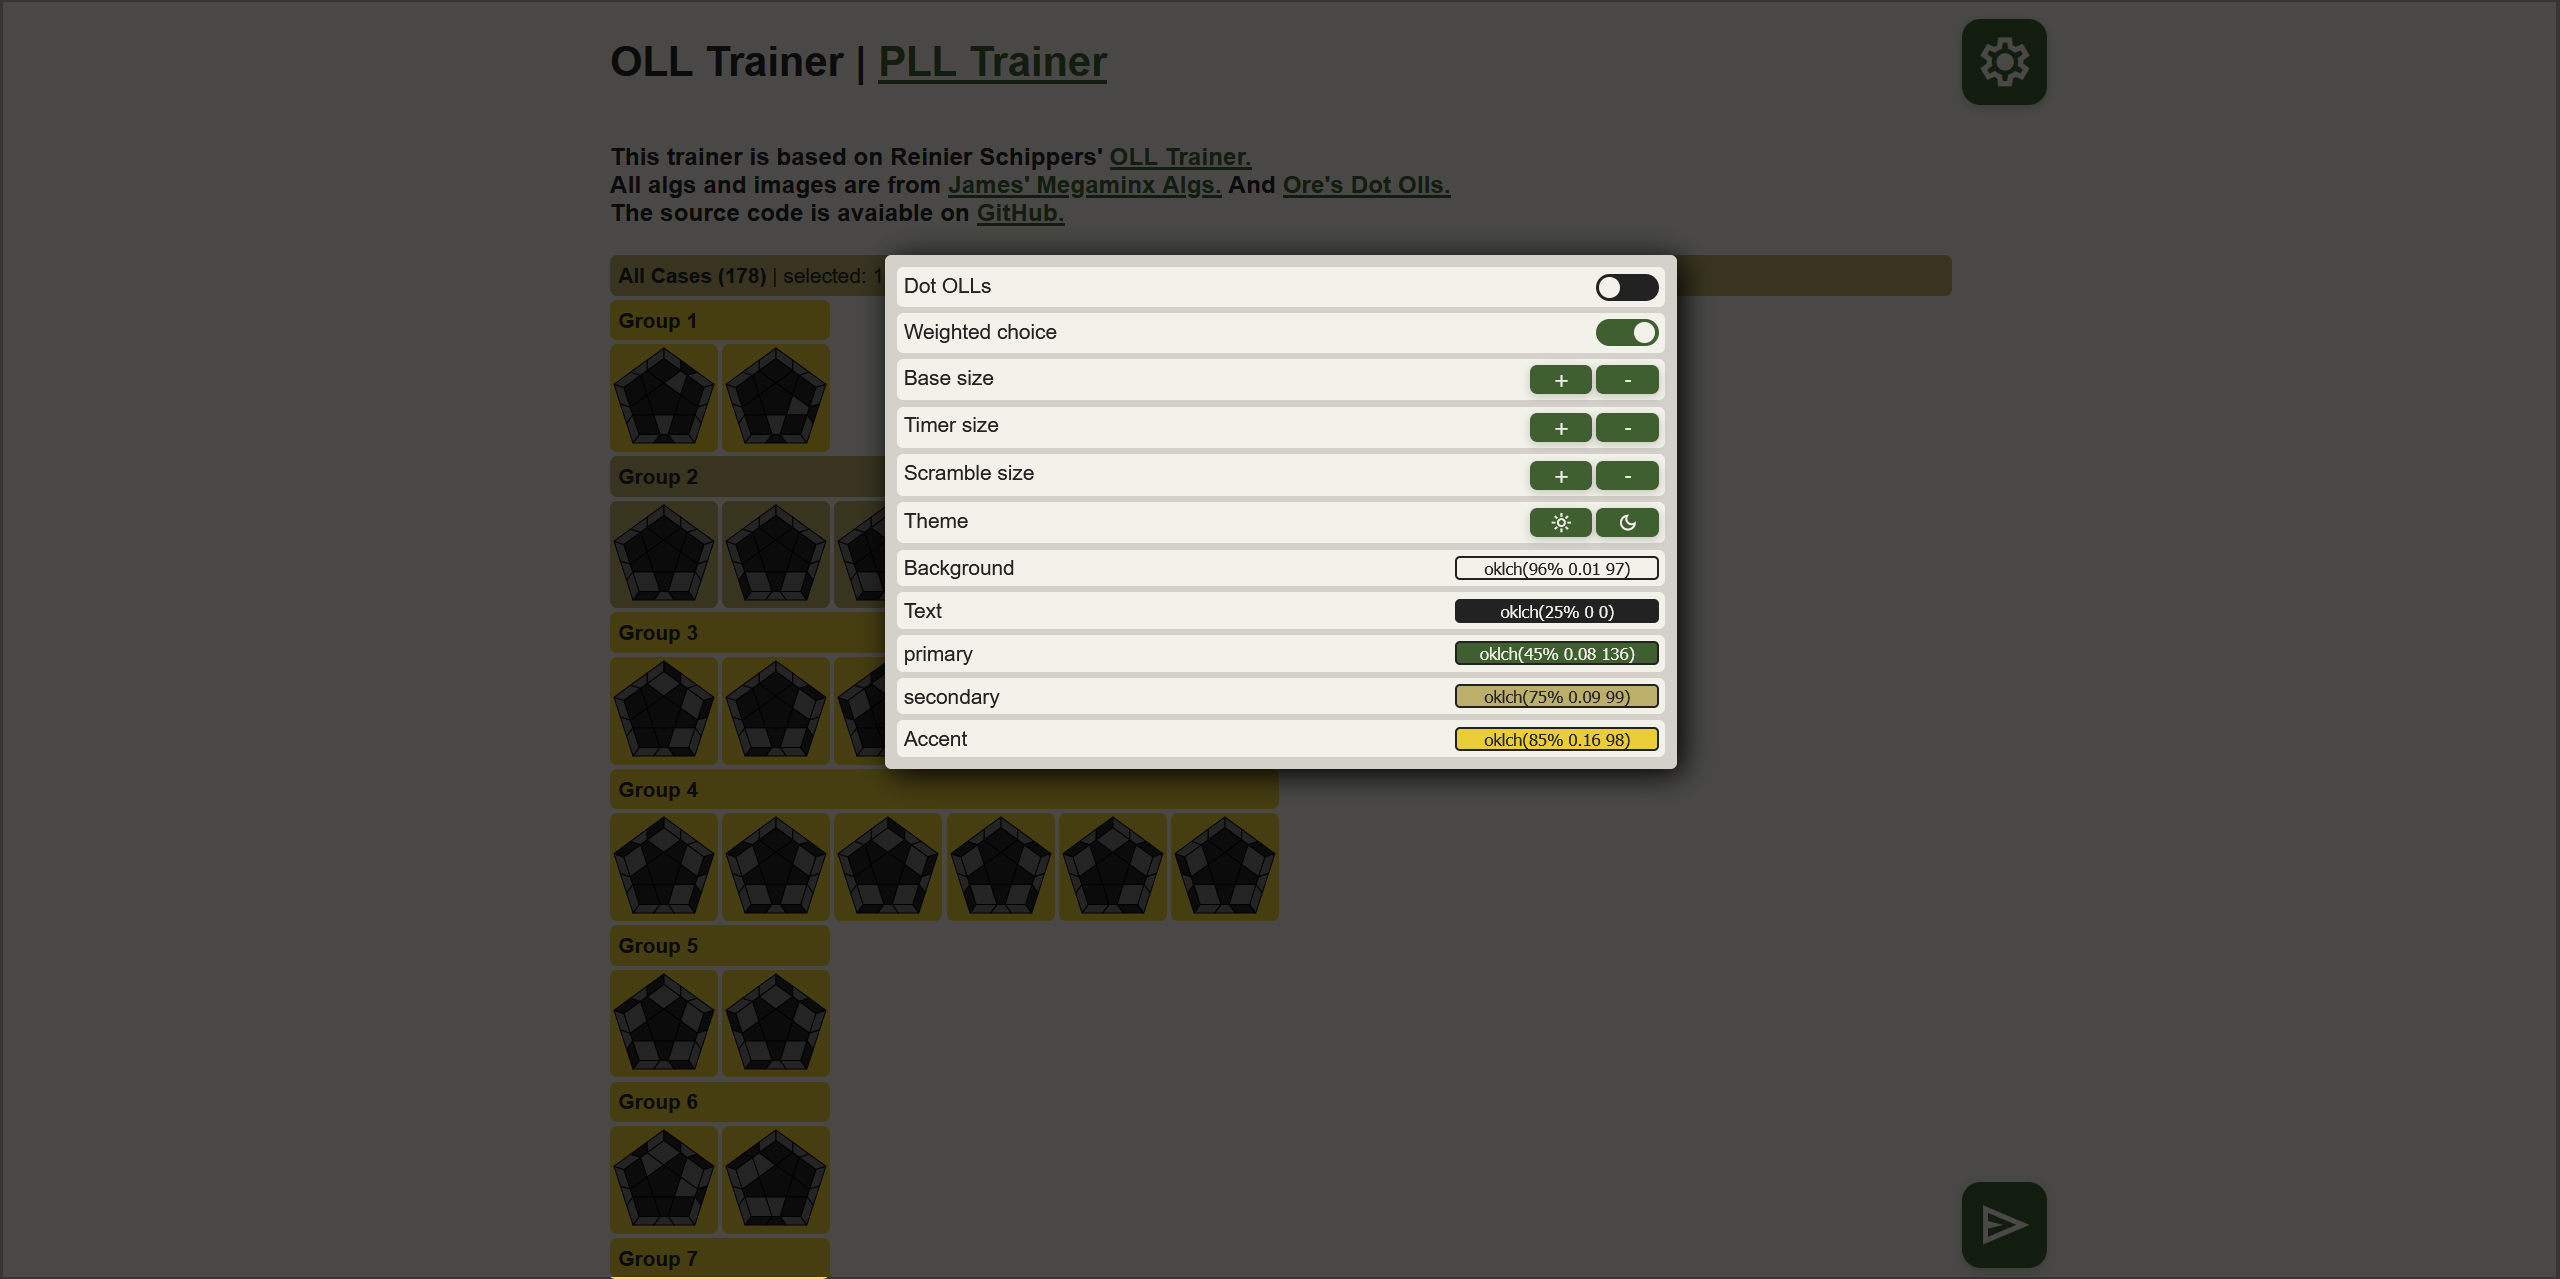 OLL Trainer | PLL Trainer
This trainer is based on Reinier Schippers' OLL Trainer.
All algs and images are from James' Megaminx Algs. And Ore's Dot Olls.
The source code is avaiable on GitHub.
All Cases (178) | selected: 1
Group 1
Group 2
Group 3
Group 4
Group 5
Group 6
Group 7
Dot OLLs
Weighted choice
Base size + -
Timer size + -
Scramble size + -
Theme
Background oklch(96% 0.01 97)
Text oklch(25% 0 0)
primary oklch(45% 0.08 136)
secondary oklch(75% 0.09 99)
Accent oklch(85% 0.16 98)